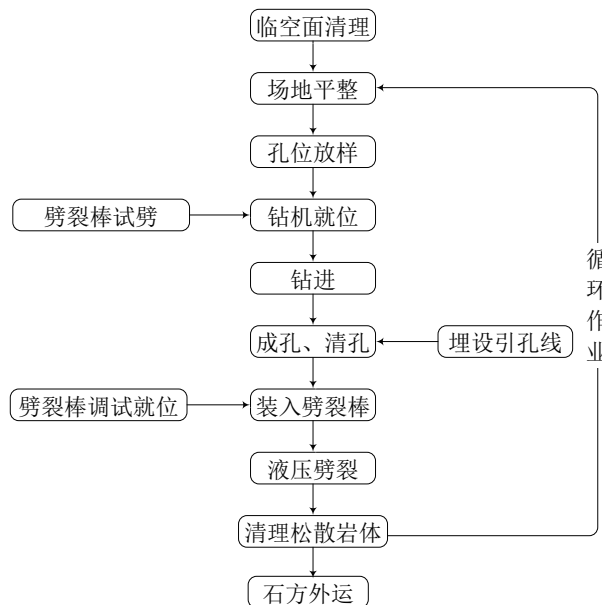 临空面清理
场地平整
孔位放样
劈裂棒试劈
钻机就位
钻进
循环作业
成孔、清孔
埋设引孔线
劈裂棒调试就位
装入劈裂棒
液压劈裂
清理松散岩体
石方外运